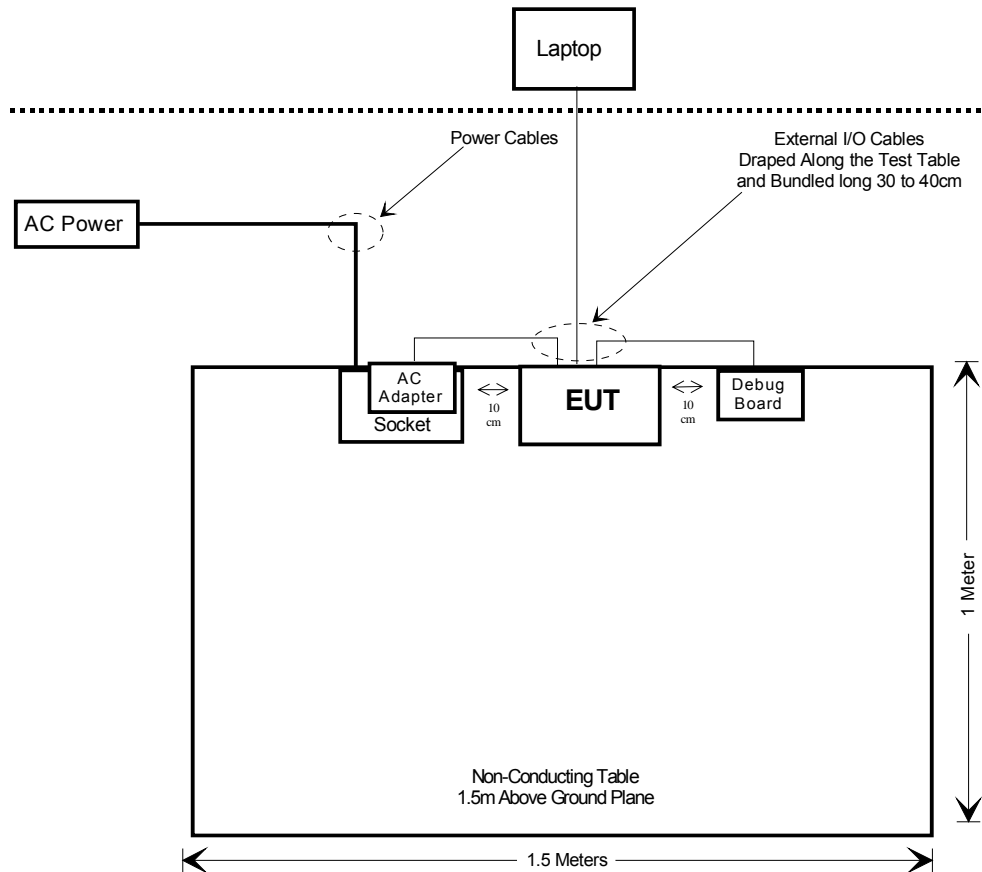 Laptop
Power Cables
External I/O Cables
Draped Along the Test Table
and Bundled long 30 to 40cm
AC Power
AC
Adapter
Socket
10
cm
EUT
10
cm
Debug
Board
1 Meter
Non-Conducting Table
1.5m Above Ground Plane
1.5 Meters